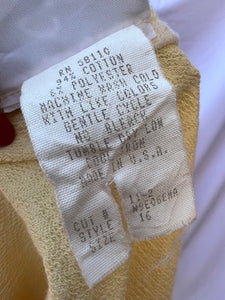 RN 58110
94% COTTON
6% POLYESTER
MACHINE WASH COLD
WITH LIKE COLORS
GENTLE CYCLE
NO BLEACH
TUMBLE DRY LOW
COOL IRON
MADE IN U.S.A.
CUT #
STYLE
SIZE 16